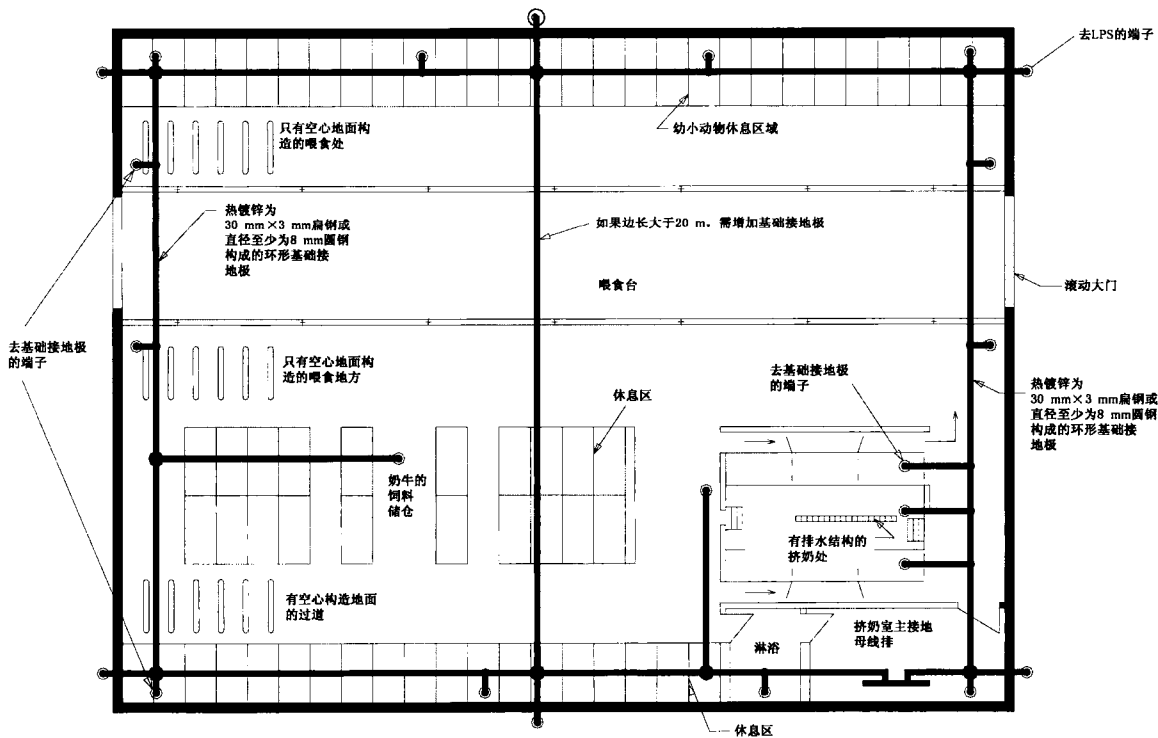 去LPS的端子
只有空心地面构
造的喂食处
幼小动物休息区域
热镀锌为
30 mm×3 mm扁钢或
直径至少为8 mm圆钢
构成的环形基础接
地极
如果边长大于20 m。需增加基础接地极
喂食台
滚动大门
去基础接地极
的端子
只有空心地面构
造的喂食地方
休息区
去基础接地极
的端子
热镀锌为
30 mm×3 mm扁钢或
直径至少为8 mm圆钢
构成的环形基础接
地极
奶牛的
饲料
储仓
有排水结构的
挤奶处
有空心构造地面
的过道
淋浴
挤奶室主接地
母线排
休息区